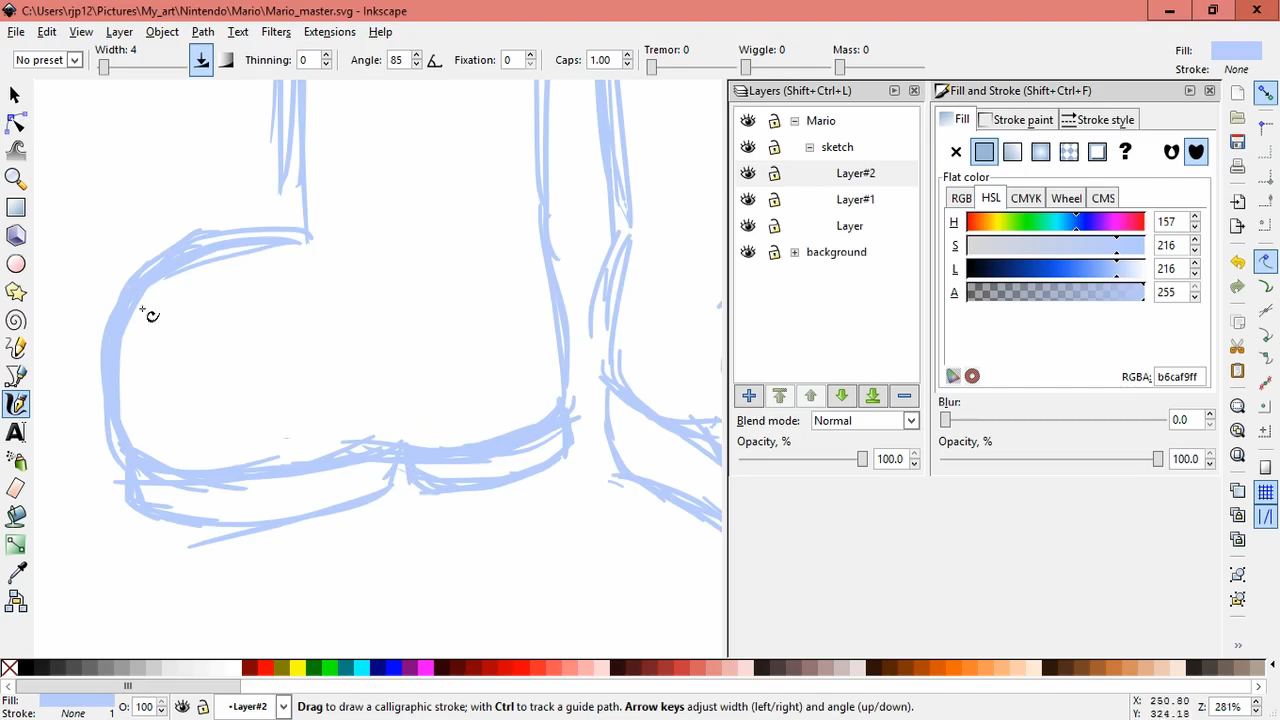 C:\Users\rjp12\Pictures\My_art\Nintendo\Mario\Mario_master.svg - Inkscape
File Edit View Layer Object Path Text Filters Extensions Help
No preset Width: 4 Thinning: 0 Angle: 85 Fixation: 0 Caps: 1.00 Tremor: 0 Wiggle: 0 Mass: 0 Fill:
Stroke: None
Layers (Shift+Ctrl+L)
Mario
sketch
Layer#2
Layer#1
Layer
background
Blend mode: Normal
Opacity, % 100.0
Fill and Stroke (Shift+Ctrl+F)
Fill Stroke paint Stroke style
?
Flat color
RGB HSL CMYK Wheel CMS
H 157
S 216
L 216
A 255
RGBA: b6caf9ff
Blur:
0.0
Opacity, %
100.0
Fill:
Stroke: None 1 O: 100 •Layer#2 Drag to draw a calligraphic stroke; with Ctrl to track a guide path. Arrow keys adjust width (left/right) and angle (up/down). X: 250.80
Y: 324.18 Z: 281%